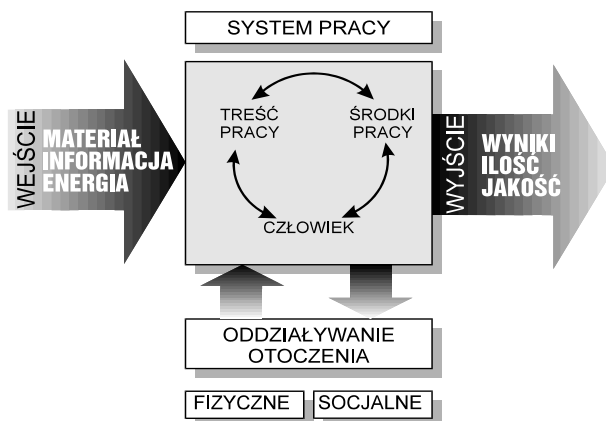 SYSTEM PRACY
WEJŚCIE
MATERIAŁ
INFORMACJA
ENERGIA
TREŚĆ
PRACY
ŚRODKI
PRACY
CZŁOWIEK
WYJŚCIE
WYNIKI
ILOŚĆ
JAKOŚĆ
ODDZIAŁYWANIE
OTOCZENIA
FIZYCZNE
SOCJALNE